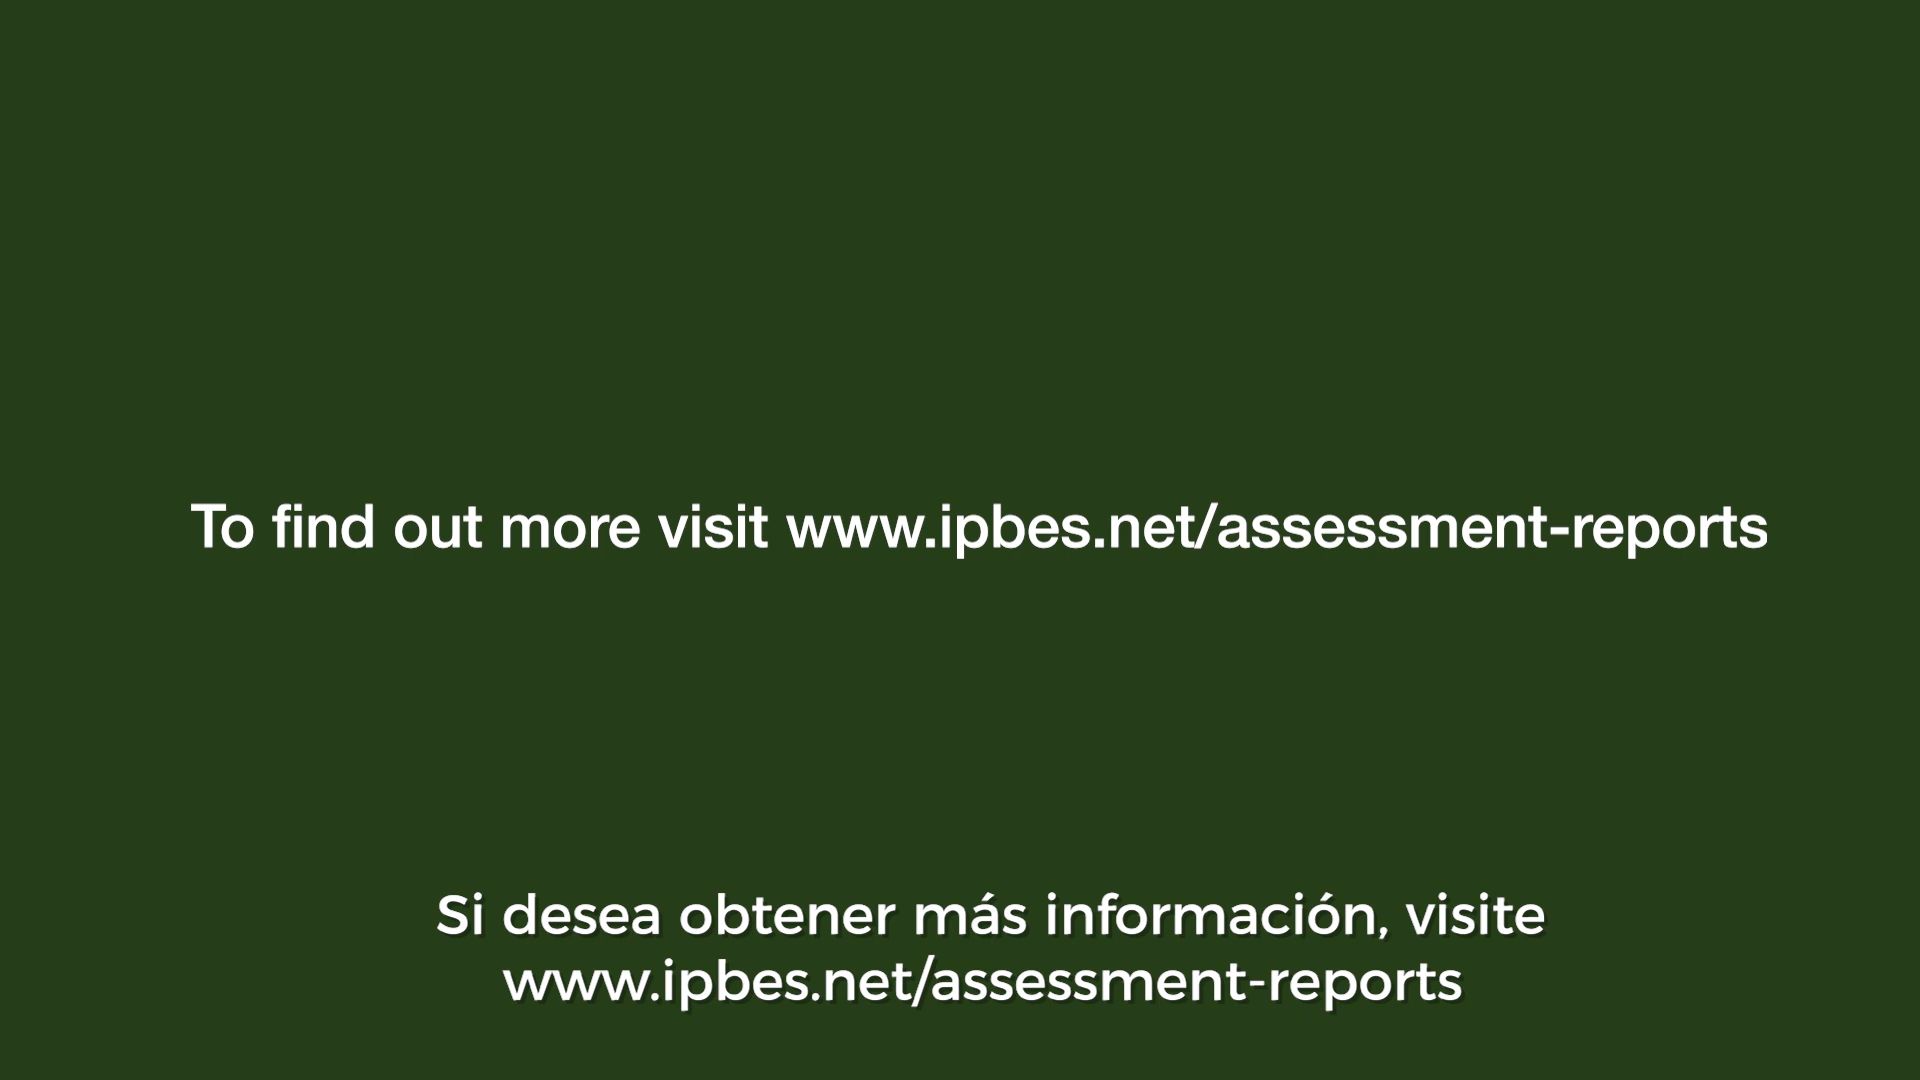 To find out more visit www.ipbes.net/assessment-reports
Si desea obtener más información, visite
www.ipbes.net/assessment-reports